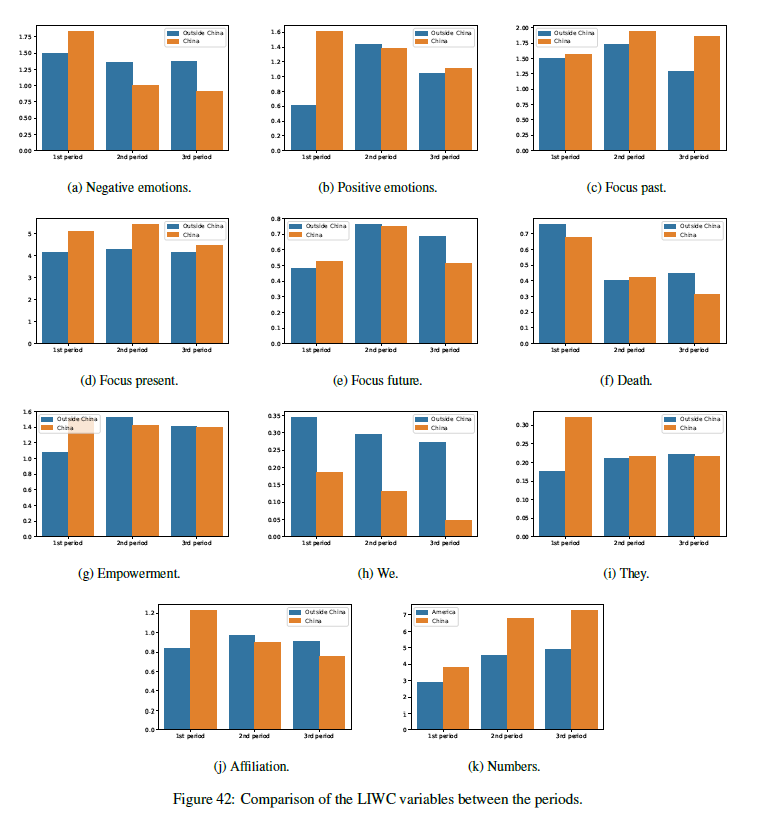 Outside China
China
1.75
1.50
1.25
1.00
0.75
0.50
0.25
0.00
1st period 2nd period 3rd period
(a) Negative emotions.
Outside China
China
1.6
1.4
1.2
1.0
0.8
0.6
0.4
0.2
0.0
1st period 2nd period 3rd period
(b) Positive emotions.
Outside China
China
2.00
1.75
1.50
1.25
1.00
0.75
0.50
0.25
0.00
1st period 2nd period 3rd period
(c) Focus past.
Outside China
China
5
4
3
2
1
0
1st period 2nd period 3rd period
(d) Focus present.
Outside China
China
0.8
0.7
0.6
0.5
0.4
0.3
0.2
0.1
0.0
1st period 2nd period 3rd period
(e) Focus future.
Outside China
China
0.7
0.6
0.5
0.4
0.3
0.2
0.1
0.0
1st period 2nd period 3rd period
(f) Death.
Outside China
China
1.6
1.4
1.2
1.0
0.8
0.6
0.4
0.2
0.0
1st period 2nd period 3rd period
(g) Empowerment.
Outside China
China
0.35
0.30
0.25
0.20
0.15
0.10
0.05
0.00
1st period 2nd period 3rd period
(h) We.
Outside China
China
0.30
0.25
0.20
0.15
0.10
0.05
0.00
1st period 2nd period 3rd period
(i) They.
Outside China
China
1.2
1.0
0.8
0.6
0.4
0.2
0.0
1st period 2nd period 3rd period
(j) Affiliation.
America
China
7
6
5
4
3
2
1
0
1st period 2nd period 3rd period
(k) Numbers.
Figure 42: Comparison of the LIWC variables between the periods.